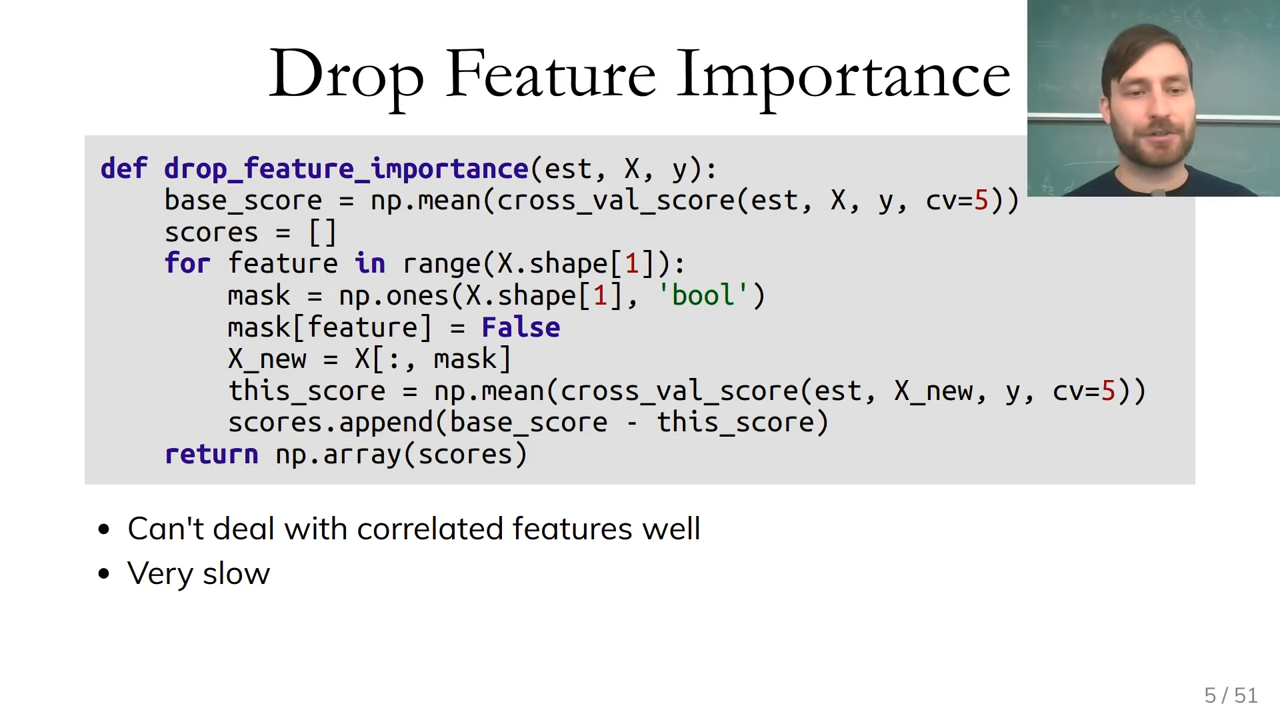 Drop Feature Importance
def drop_feature_importance(est, X, y):
    base_score = np.mean(cross_val_score(est, X, y, cv=5))
    scores = []
    for feature in range(X.shape[1]):
        mask = np.ones(X.shape[1], 'bool')
        mask[feature] = False
        X_new = X[:, mask]
        this_score = np.mean(cross_val_score(est, X_new, y, cv=5))
        scores.append(base_score - this_score)
    return np.array(scores)
• Can't deal with correlated features well
• Very slow
5 / 51